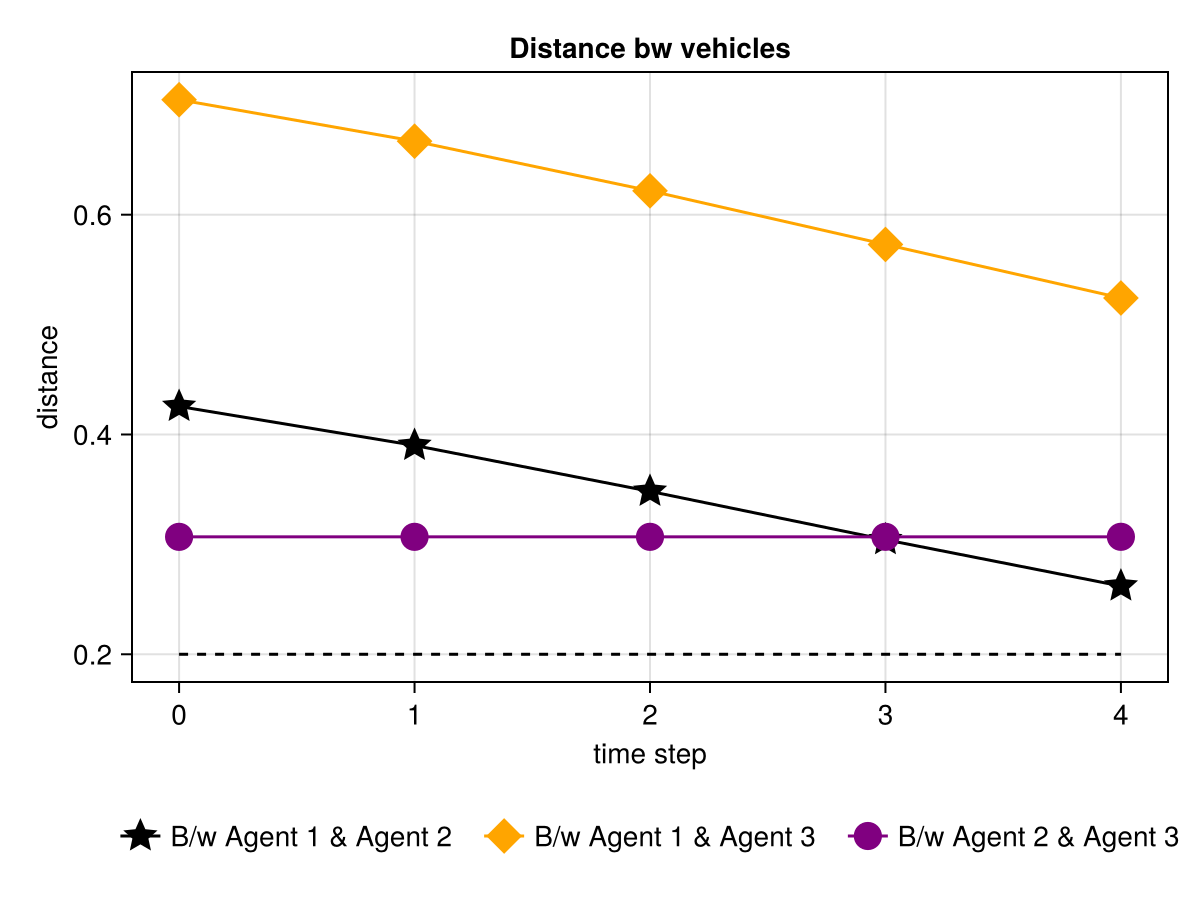 Distance bw vehicles
distance
0.6
0.4
0.2
0 1 2 3 4
time step
B/w Agent 1 & Agent 2 B/w Agent 1 & Agent 3 B/w Agent 2 & Agent 3